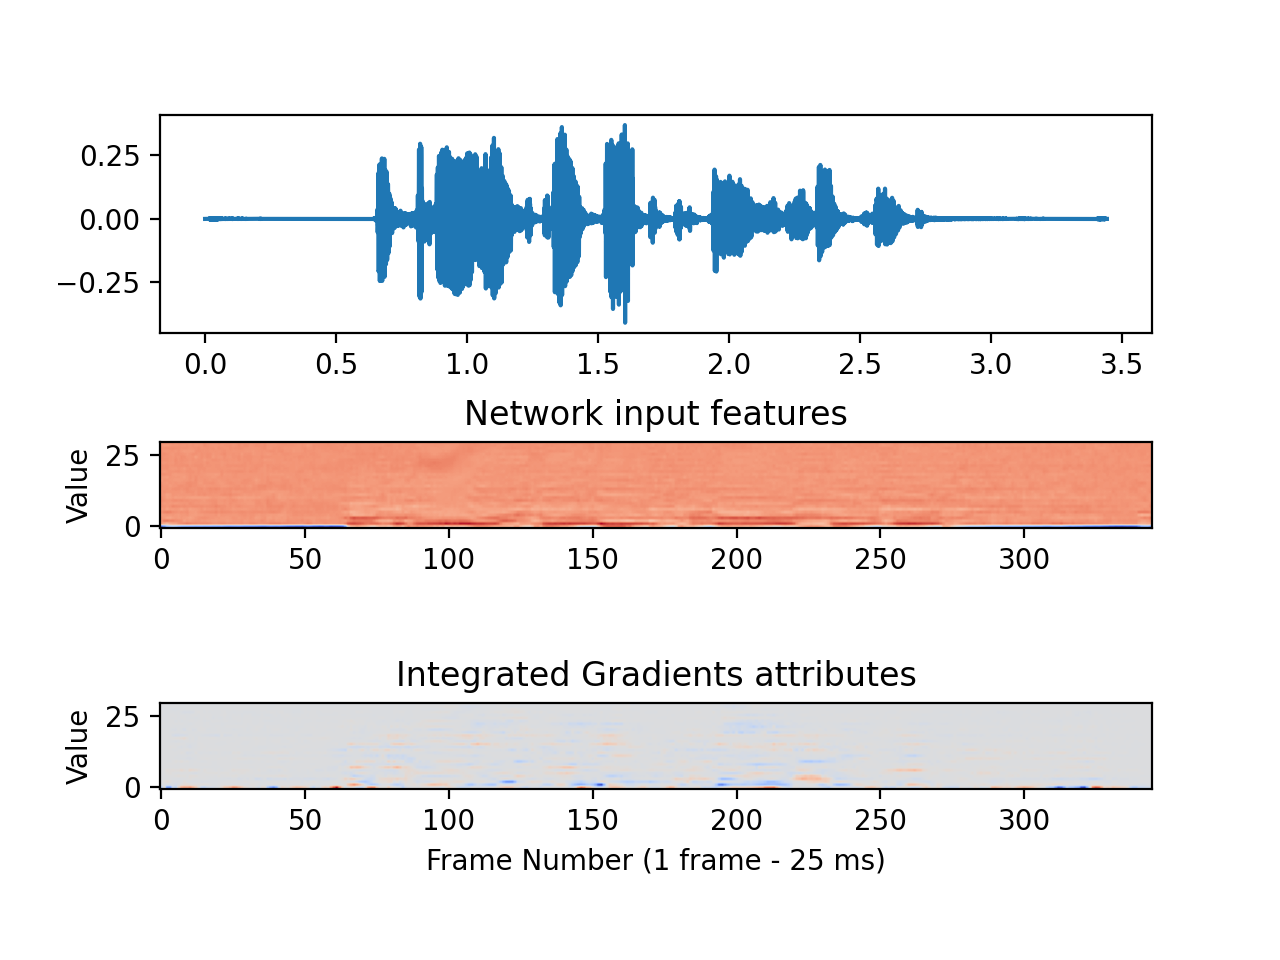 0.25
0.00
−0.25
0.0 0.5 1.0 1.5 2.0 2.5 3.0 3.5
Network input features
Value
25
0
0 50 100 150 200 250 300
Integrated Gradients attributes
Value
25
0
0 50 100 150 200 250 300
Frame Number (1 frame - 25 ms)